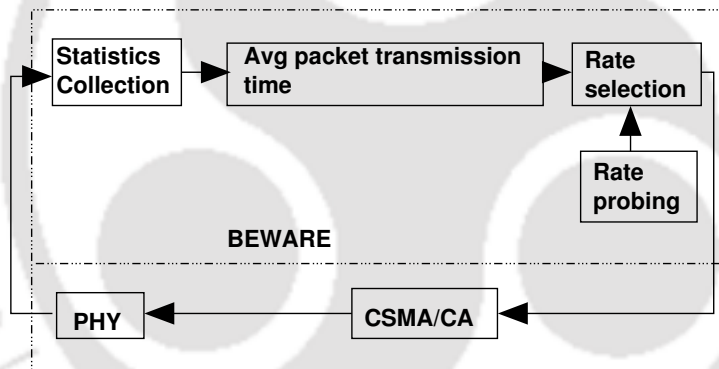 Statistics
Collection
Avg packet transmission
time
Rate
selection
Rate
probing
BEWARE
PHY
CSMA/CA